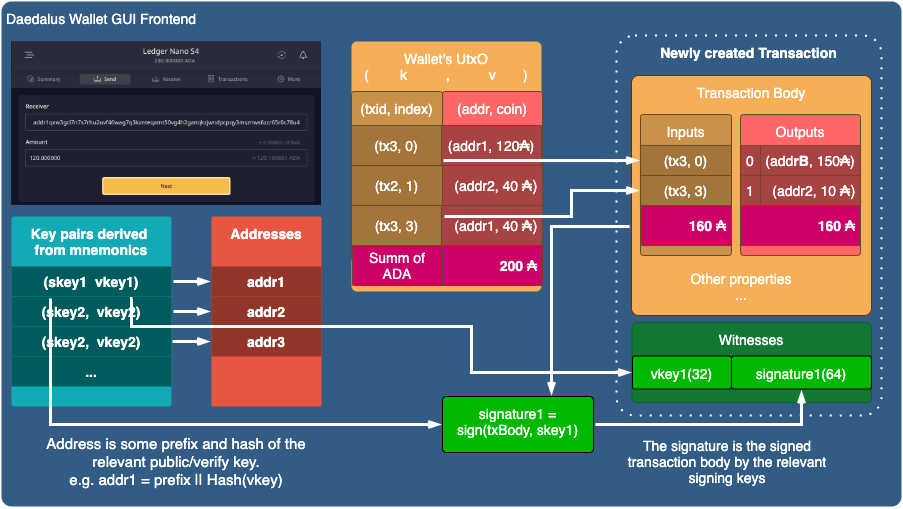 Daedalus Wallet GUI Frontend
Ledger Nano S4
280.000000 ADA
Summary
Send
Receive
Transactions
More
Receiver
Amount
120.000000
= 120.168801 ADA
Next
Wallet's UtxO
( k , v )
(txid, index) (addr, coin)
(tx3, 0) (addr1, 120₳)
(tx2, 1) (addr2, 40 ₳)
(tx3, 3) (addr1, 40 ₳)
Summ of
ADA
200 ₳
Newly created Transaction
Transaction Body
Inputs
(tx3, 0)
(tx3, 3)
160 ₳
Outputs
0 (addrB, 150₳)
1 (addr2, 10 ₳)
160 ₳
Other properties
...
Witnesses
vkey1(32) signature1(64)
Key pairs derived
from mnemonics
(skey1 vkey1)
(skey2, vkey2)
(skey2, vkey2)
...
Addresses
addr1
addr2
addr3
signature1 =
sign(txBody, skey1)
Address is some prefix and hash of the
relevant public/verify key.
e.g. addr1 = prefix || Hash(vkey)
The signature is the signed
transaction body by the relevant
signing keys